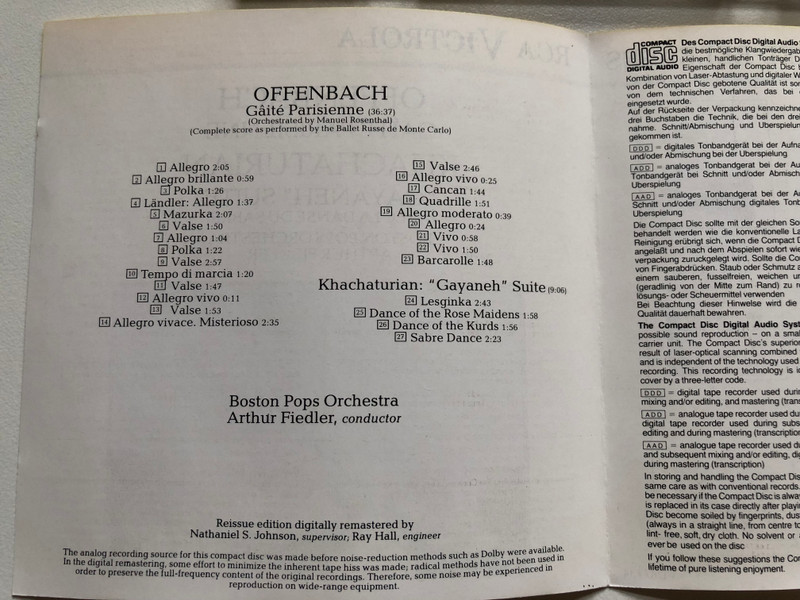 RCA VICTROLA
OFFENBACH
Gâité Parisienne (36:37)
(Orchestrated by Manuel Rosenthal)
(Complete score as performed by the Ballet Russe de Monte Carlo)
1 Allegro 2:05
2 Allegro brillante 0:59
3 Polka 1:26
4 Ländler: Allegro 1:37
5 Mazurka 2:07
6 Valse 1:50
7 Allegro 1:04
8 Polka 1:22
9 Valse 2:57
10 Tempo di marcia 1:20
11 Valse 1:47
12 Allegro vivo 0:11
13 Valse 1:53
14 Allegro vivace. Misterioso 2:35
15 Valse 2:46
16 Allegro vivo 0:25
17 Cancan 1:44
18 Quadrille 1:51
19 Allegro moderato 0:39
20 Allegro 0:24
21 Vivo 0:58
22 Vivo 1:50
23 Barcarolle 1:48
Khachaturian: “Gayaneh” Suite (9:06)
24 Lesginka 2:43
25 Dance of the Rose Maidens 1:58
26 Dance of the Kurds 1:56
27 Sabre Dance 2:23
Boston Pops Orchestra
Arthur Fiedler, conductor
Reissue edition digitally remastered by
Nathaniel S. Johnson, supervisor; Ray Hall, engineer
The analog recording source for this compact disc was made before noise-reduction methods such as Dolby were available.
In the digital remastering, some effort to minimize the inherent tape hiss was made; radical methods have not been used in
order to preserve the full-frequency content of the original recordings. Therefore, some noise may be experienced in
reproduction on wide-range equipment.
COMPACT
disc
DIGITAL AUDIO
Des Compact Disc Digital Audio
die bestmögliche Klangwiedergab
kleinen, handlichen Tonträger D
Eigenschaft der Compact Disc
Kombination von Laser-Abtastung und digitaler W
von der Compact Disc gebotene Qualität ist som
von dem technischen Verfahren, das bei
eingesetzt wurde.
Auf der Rückseite der Verpackung kennzeichne
drei Buchstaben die Technik, die bei den drei
nahme. Schnitt/Abmischung und Überspielun
gekommen ist.
DDD = digitales Tonbandgerät bei der Aufna
und/oder Abmischung bei der Überspielung
ADD = analoges Tonbandgerät bei der Au
Tonbandgerät bei Schnitt und/oder Abmisch
Überspielung
AAD = analoges Tonbandgerat bei der A
Schnitt und/oder Abmischung digitales Tonb
Überspielung
Die Compact Disc sollte mit der gleichen So
behandelt werden wie die konventionelle La
Reinigung erübrigt sich, wenn die Compact D
angefaßt und nach dem Abspielen sofort wie
verpackung zuruckgelegt wird. Sollte die Co
von Fingerabdrücken. Staub oder Schmutz a
einem sauberen, fusselfreien, weichen un
(geradling von der Mitte zum Rand) zu re
lösungs- oder Scheuermittel verwenden
Bei Beachtung dieser Hinweise wird die
Qualität dauerhaft bewahren.
The Compact Disc Digital Audio Syst
possible sound reproduction – on a smal
carrier unit. The Compact Disc's superior
result of laser-optical scanning combined
and is independent of the technology used
recording. This recording technology is id
cover by a three-letter code.
DDD = digital tape recorder used durin
mixing and/or editing, and mastering (trans
ADD = analogue tape recorder used du
digital tape recorder used during subs
editing and during mastering (transcriptio
AAD = analogue tape recorder used du
and subsequent mixing and/or editing, dig
during mastering (transcription)
In storing and handling the Compact Dis
same care as with conventional records.
be necessary if the Compact Disc is alway
is replaced in its case directly after playin
Disc become soiled by fingerprints, dus
(always in a straight line, from centre to
lint- free, soft, dry cloth. No solvent or
ever be used on the disc
If you follow these suggestions the Com
lifetime of pure listening enjoyment.